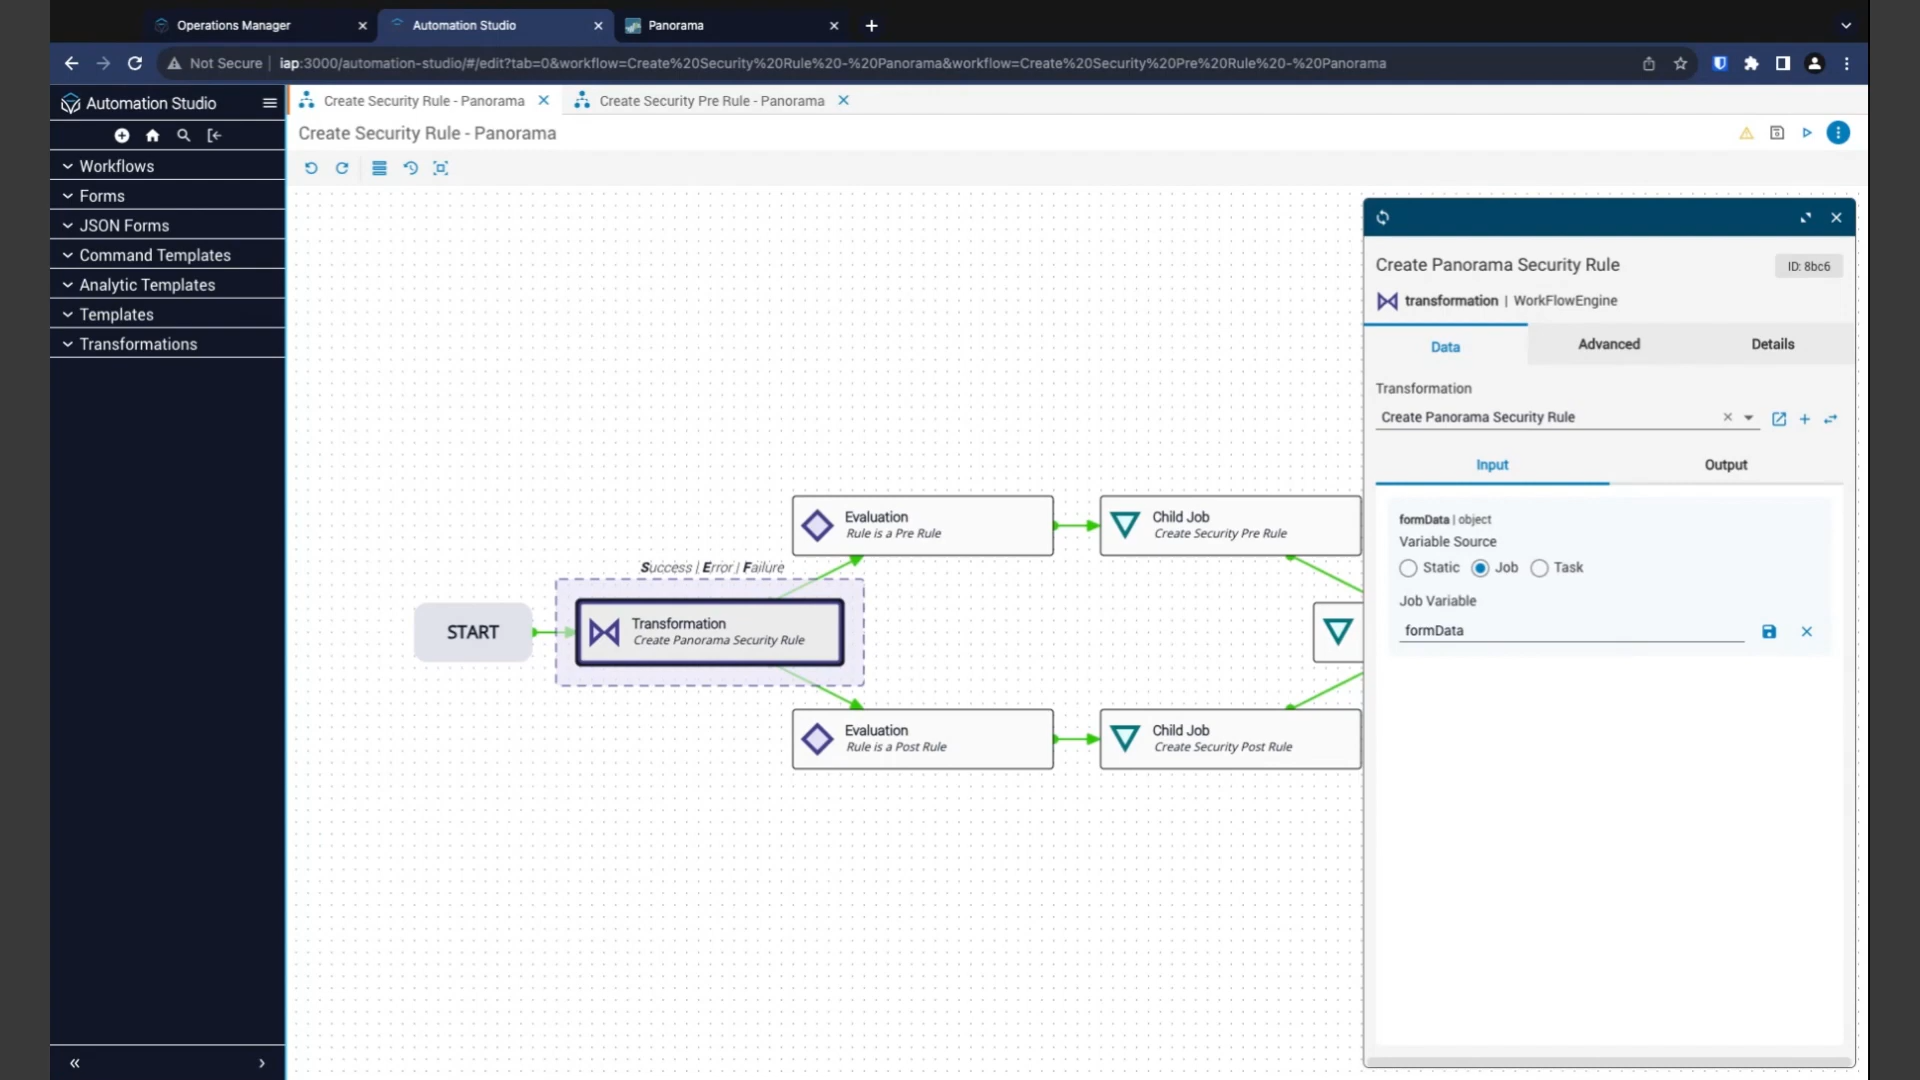 Operations Manager
Automation Studio
Panorama
Not Secure
iap:3000/automation-studio/#/edit?tab=0&workflow=Create%20Security%20Rule%20-%20Panorama&workflow=Create%20Security%20Pre%20Rule%20-%20Panorama
Automation Studio
Create Security Rule - Panorama
Create Security Pre Rule - Panorama
Create Security Rule - Panorama
Workflows
Forms
JSON Forms
Command Templates
Analytic Templates
Templates
Transformations
START
Success | Error | Failure
Transformation
Create Panorama Security Rule
Evaluation
Rule is a Pre Rule
Child Job
Create Security Pre Rule
Evaluation
Rule is a Post Rule
Child Job
Create Security Post Rule
Create Panorama Security Rule
ID: 8bc6
transformation | WorkFlowEngine
Data
Advanced
Details
Transformation
Create Panorama Security Rule
Input
Output
formData | object
Variable Source
Static
Job
Task
Job Variable
formData